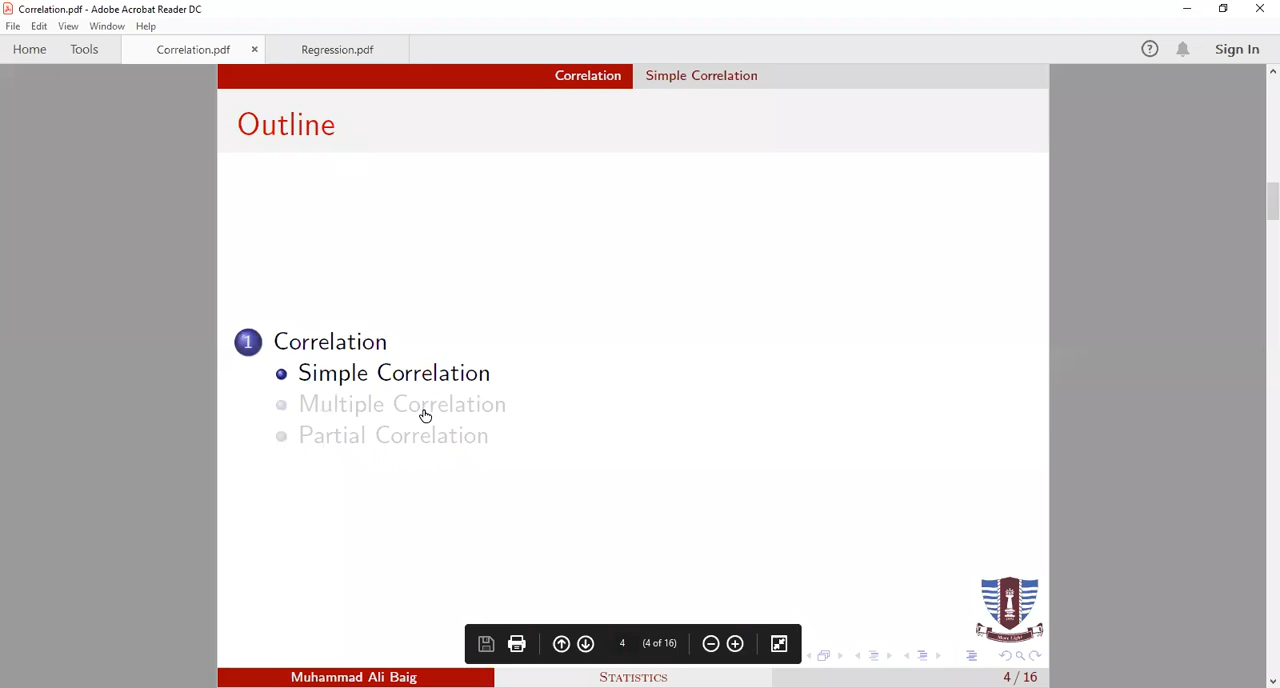 Correlation.pdf - Adobe Acrobat Reader DC
File Edit View Window Help
Home Tools Correlation.pdf × Regression.pdf ? Sign In
Correlation Simple Correlation
Outline
1 Correlation
Simple Correlation
Multiple Correlation
Partial Correlation
4 (4 of 16)
Muhammad Ali Baig STATISTICS 4 / 16